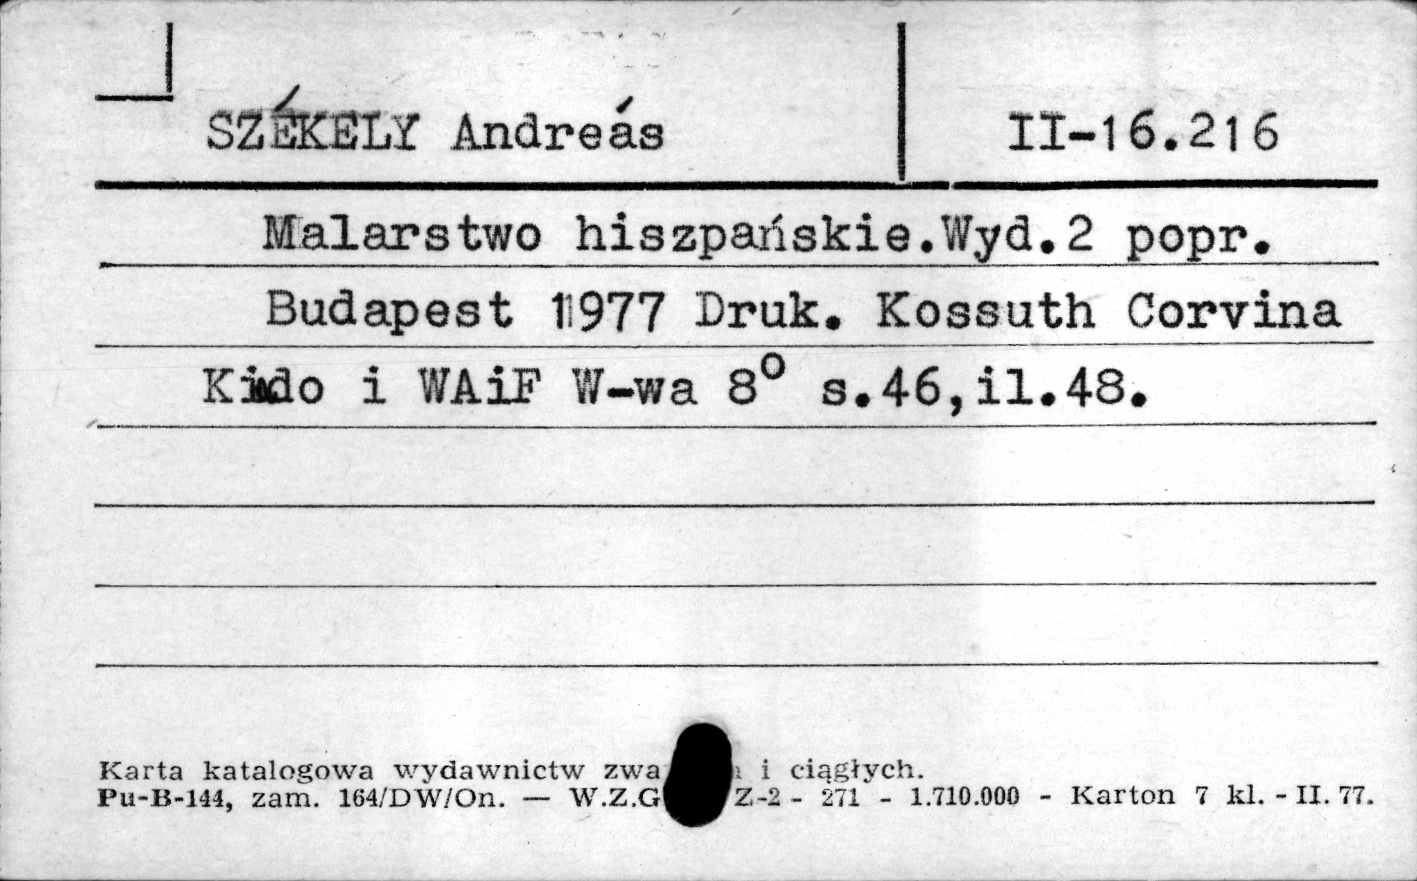 SZÉKELY Andreás
II-16.216
Malarstwo hiszpańskie.Wyd.2 popr.
Budapest 1977 Druk. Kossuth Corvina
Kiado i WAiF W-wa 8° s.46,il.48.
Karta katalogowa wydawnictw i ciągłych.
Pu-B-144, zam. 164/DW/On. — W.Z.G Z-2 - 271 - 1.710.000 - Karton 7 kl. - II. 77.